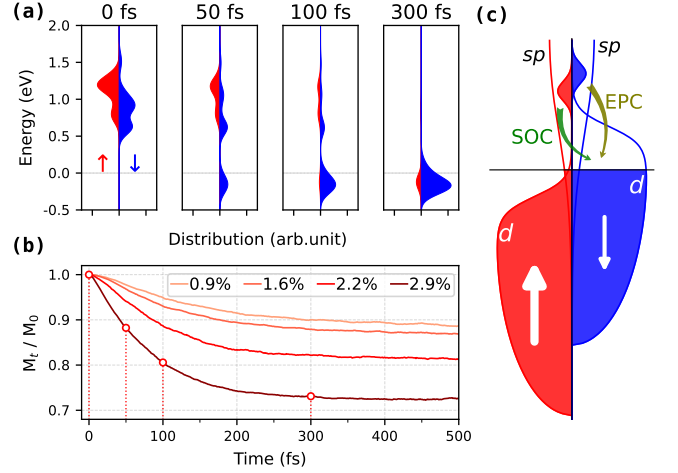 (a)
0 fs
50 fs
100 fs
300 fs
Energy (eV)
2.0
1.5
1.0
0.5
0.0
-0.5
↑ ↓
Distribution (arb.unit)
(b)
M_t / M_0
1.0
0.9
0.8
0.7
0.9%
1.6%
2.2%
2.9%
0
100
200
300
400
500
Time (fs)
(c)
sp
sp
EPC
SOC
d
d